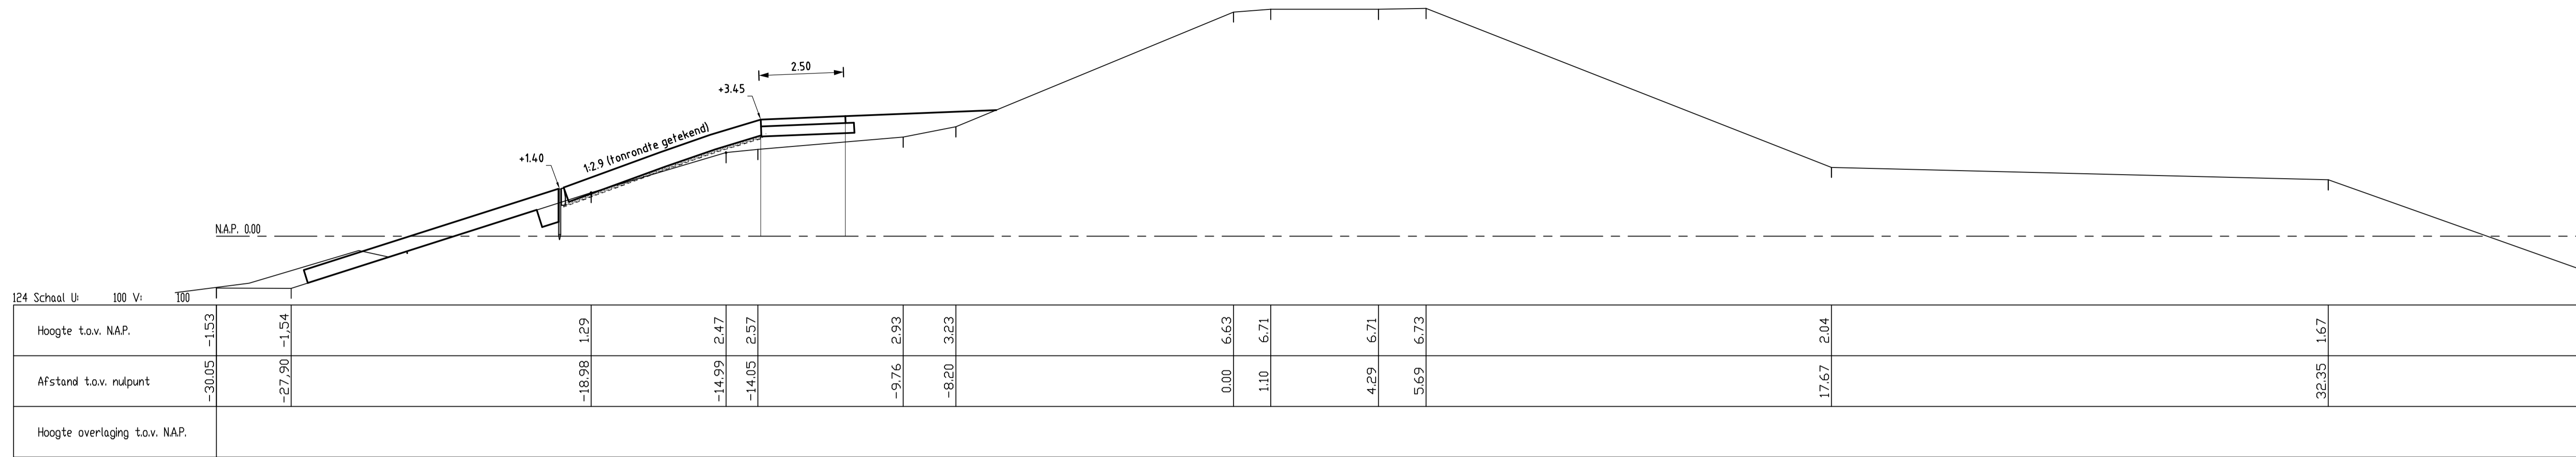 2.50
+3.45
1:2.9 (tonrondte getekend)
+1.40
N.A.P. 0.00
124 Schaal U: 100 V: 100
Hoogte t.o.v. N.A.P. -1.53 -1,54 1.29 2.47 2.57 2.93 3.23 6.63 6.71 6.71 6.73 2.04 1.67
Afstand t.o.v. nulpunt -30.05 -27,90 -18.98 -14.99 -14.05 -9.76 -8.20 0.00 1.10 4.29 5.69 17.67 32.35
Hoogte overlaging t.o.v. N.A.P.